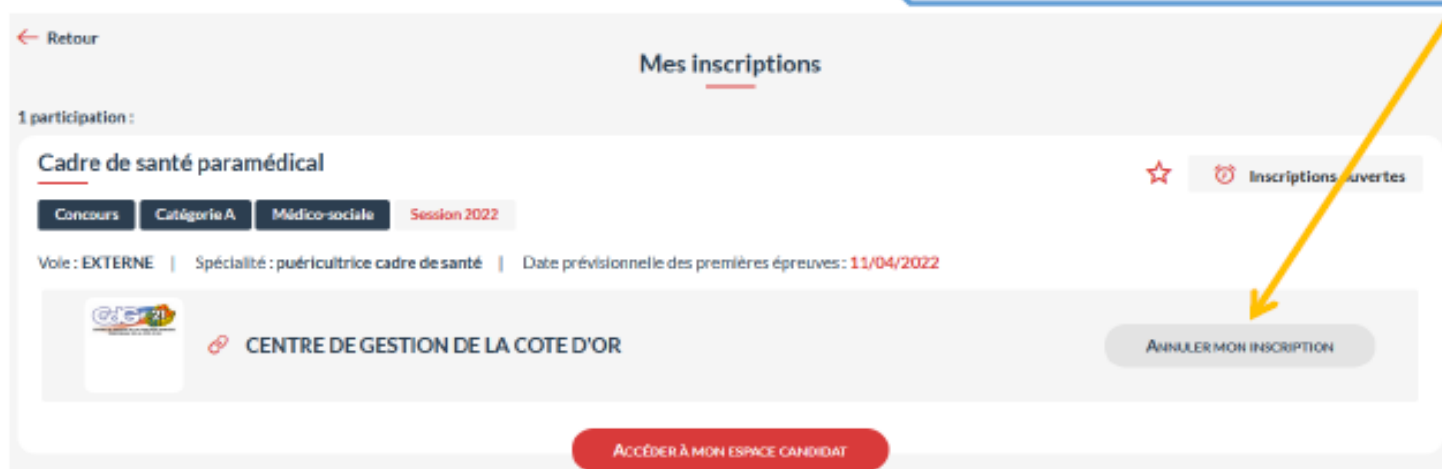 Retour
Mes inscriptions
1 participation :
Cadre de santé paramédical
Inscriptions ouvertes
Concours Catégorie A Médico-sociale Session 2022
Voie : EXTERNE | Spécialité : puéricultrice cadre de santé | Date prévisionnelle des premières épreuves : 11/04/2022
CENTRE DE GESTION DE LA COTE D'OR
ANNULER MON INSCRIPTION
ACCÉDER À MON ESPACE CANDIDAT